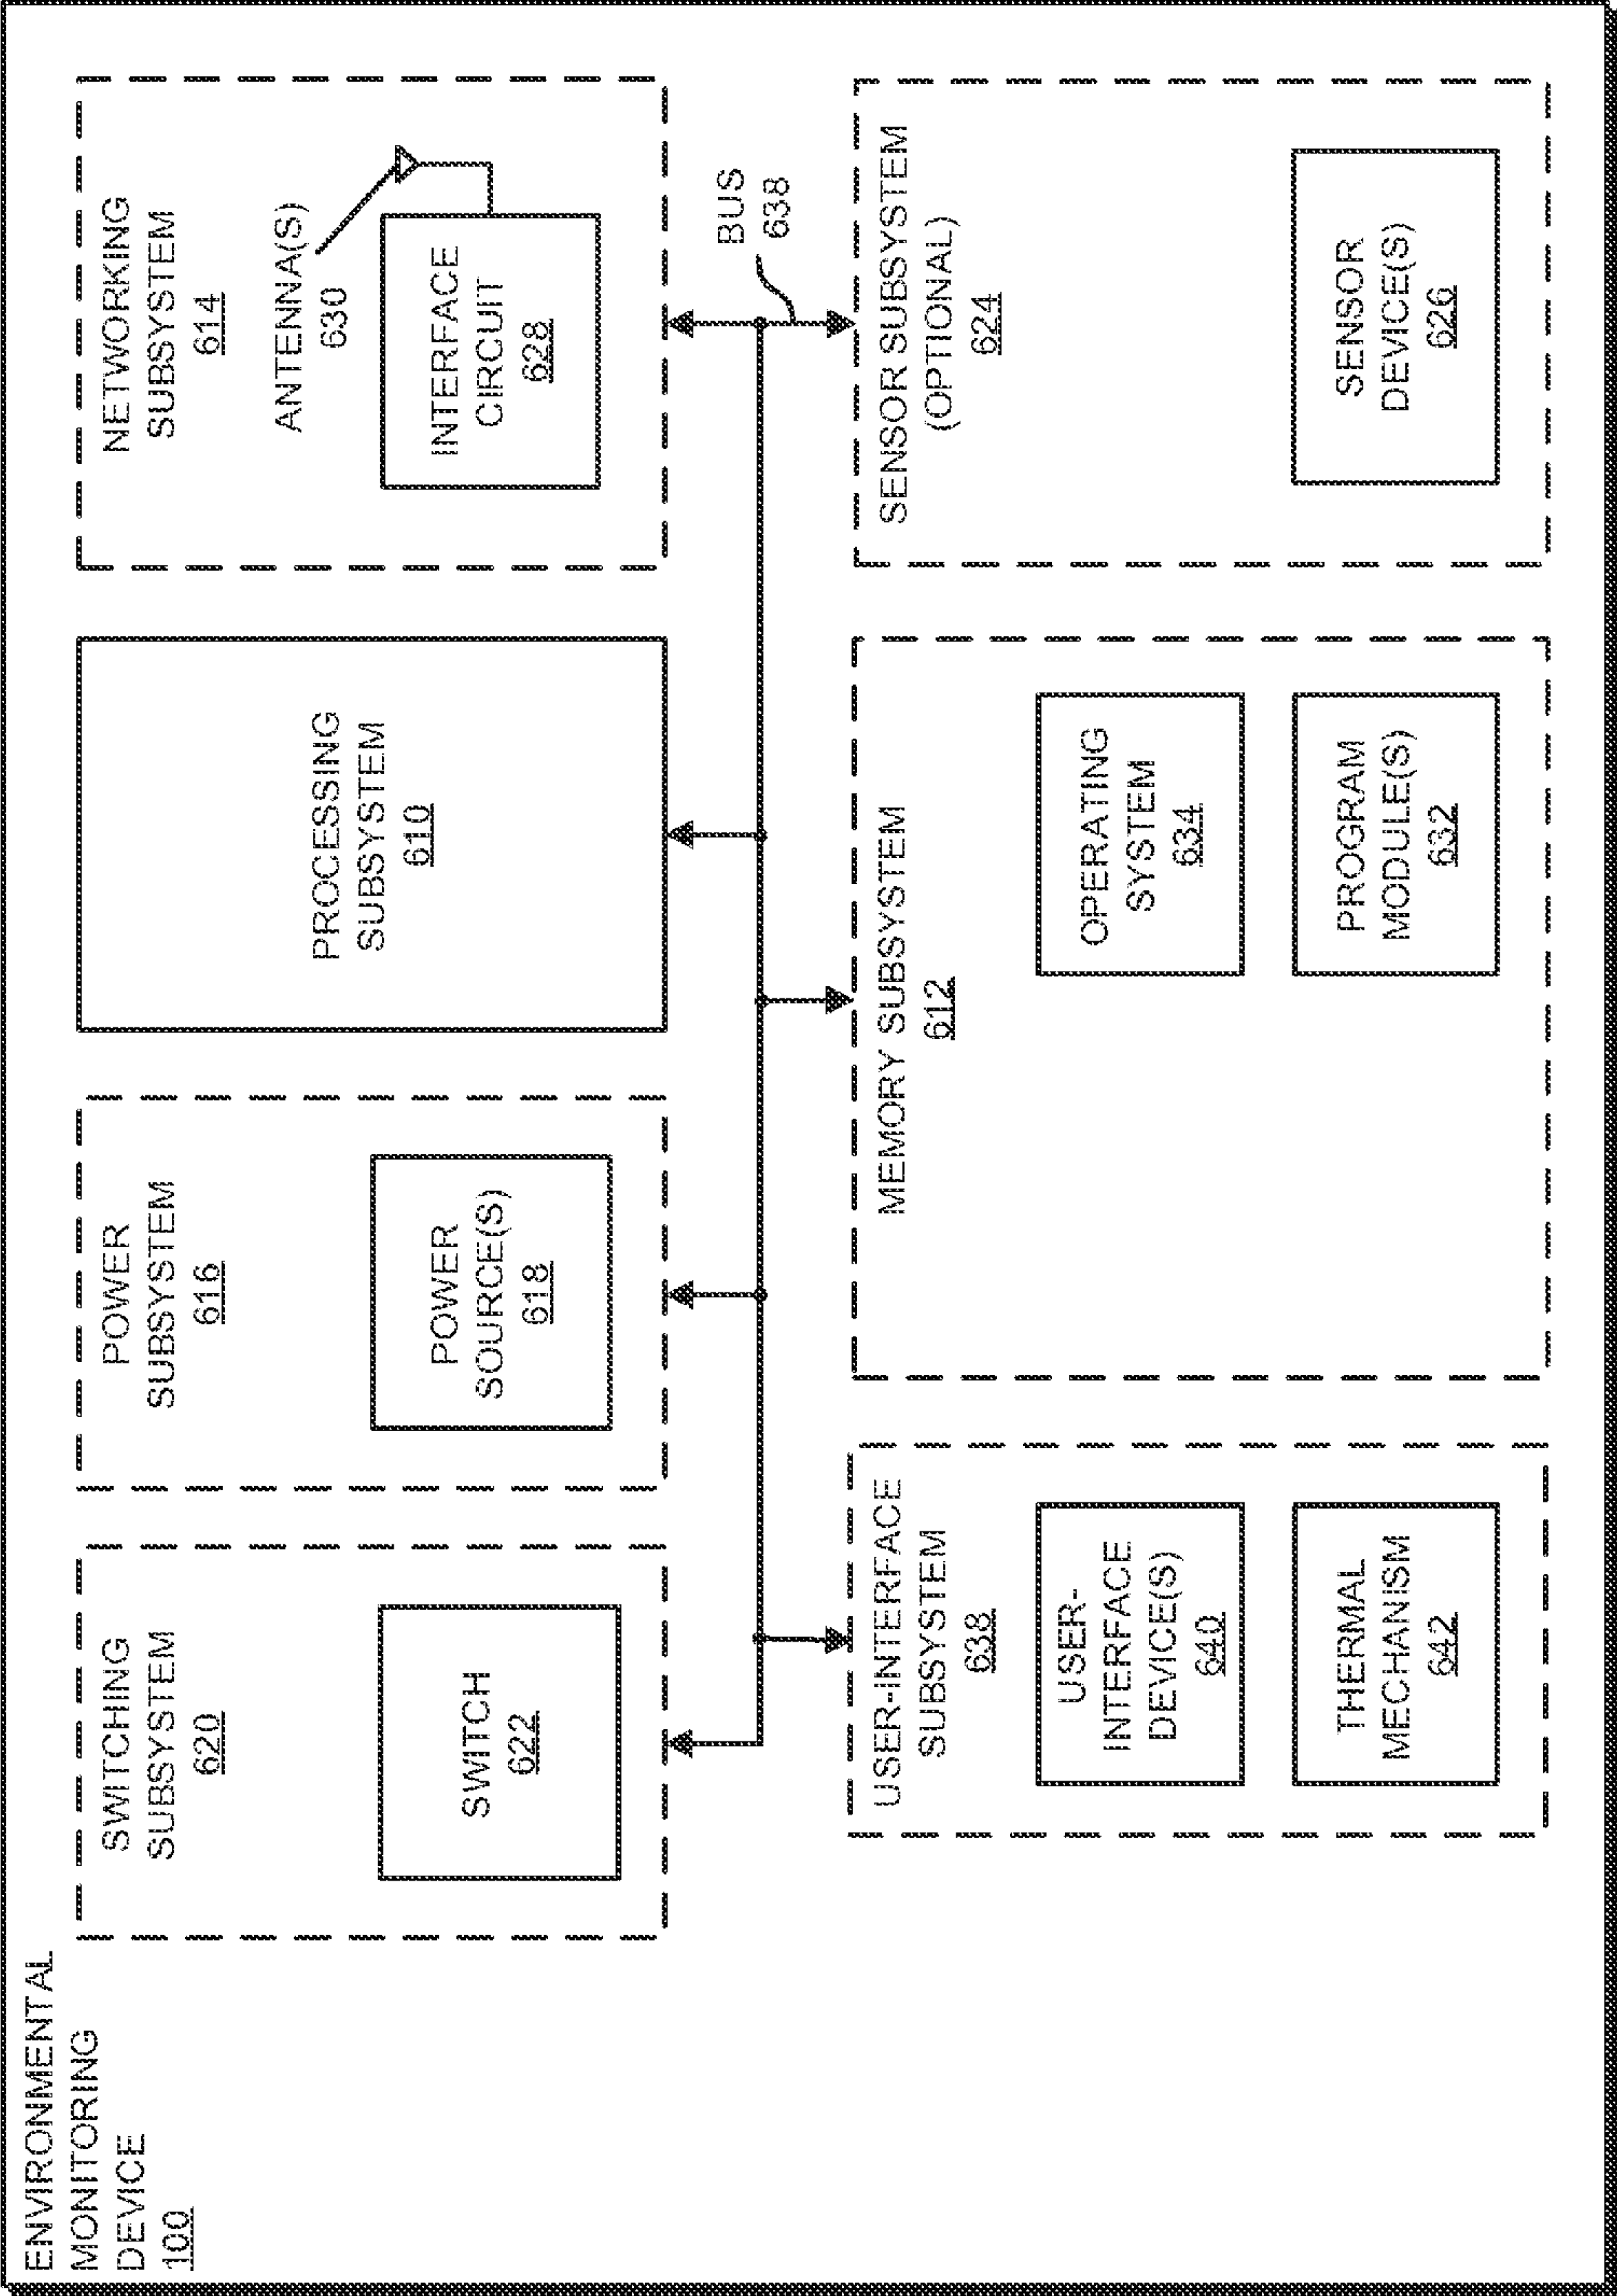 ENVIRONMENTAL
MONITORING
DEVICE
100
SWITCHING
SUBSYSTEM
620
SWITCH
622
POWER
SUBSYSTEM
616
POWER
SOURCE(S)
618
PROCESSING
SUBSYSTEM
610
NETWORKING
SUBSYSTEM
614
ANTENNA(S)
630
INTERFACE
CIRCUIT
628
BUS
638
USER-INTERFACE
SUBSYSTEM
638
USER-
INTERFACE
DEVICE(S)
640
THERMAL
MECHANISM
642
MEMORY SUBSYSTEM
612
OPERATING
SYSTEM
634
PROGRAM
MODULE(S)
632
SENSOR SUBSYSTEM
(OPTIONAL)
624
SENSOR
DEVICE(S)
626